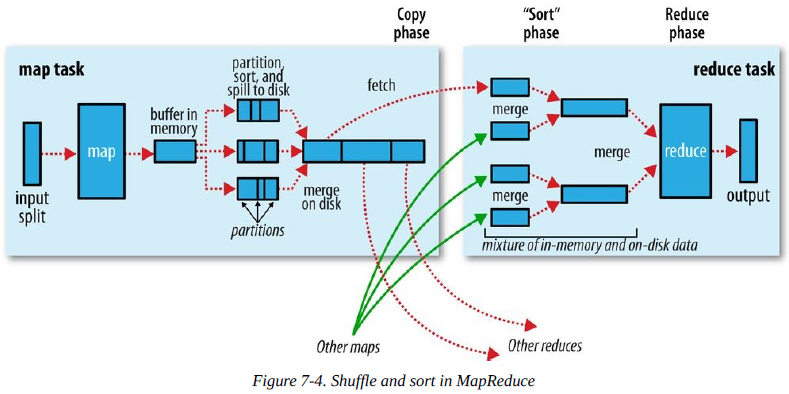 Copy
phase
"Sort"
phase
Reduce
phase
map task
partition,
sort, and
spill to disk
fetch
reduce task
buffer in
memory
merge
map
merge
reduce
input
split
merge
on disk
merge
output
partitions
mixture of in-memory and on-disk data
Other maps
Other reduces
Figure 7-4. Shuffle and sort in MapReduce